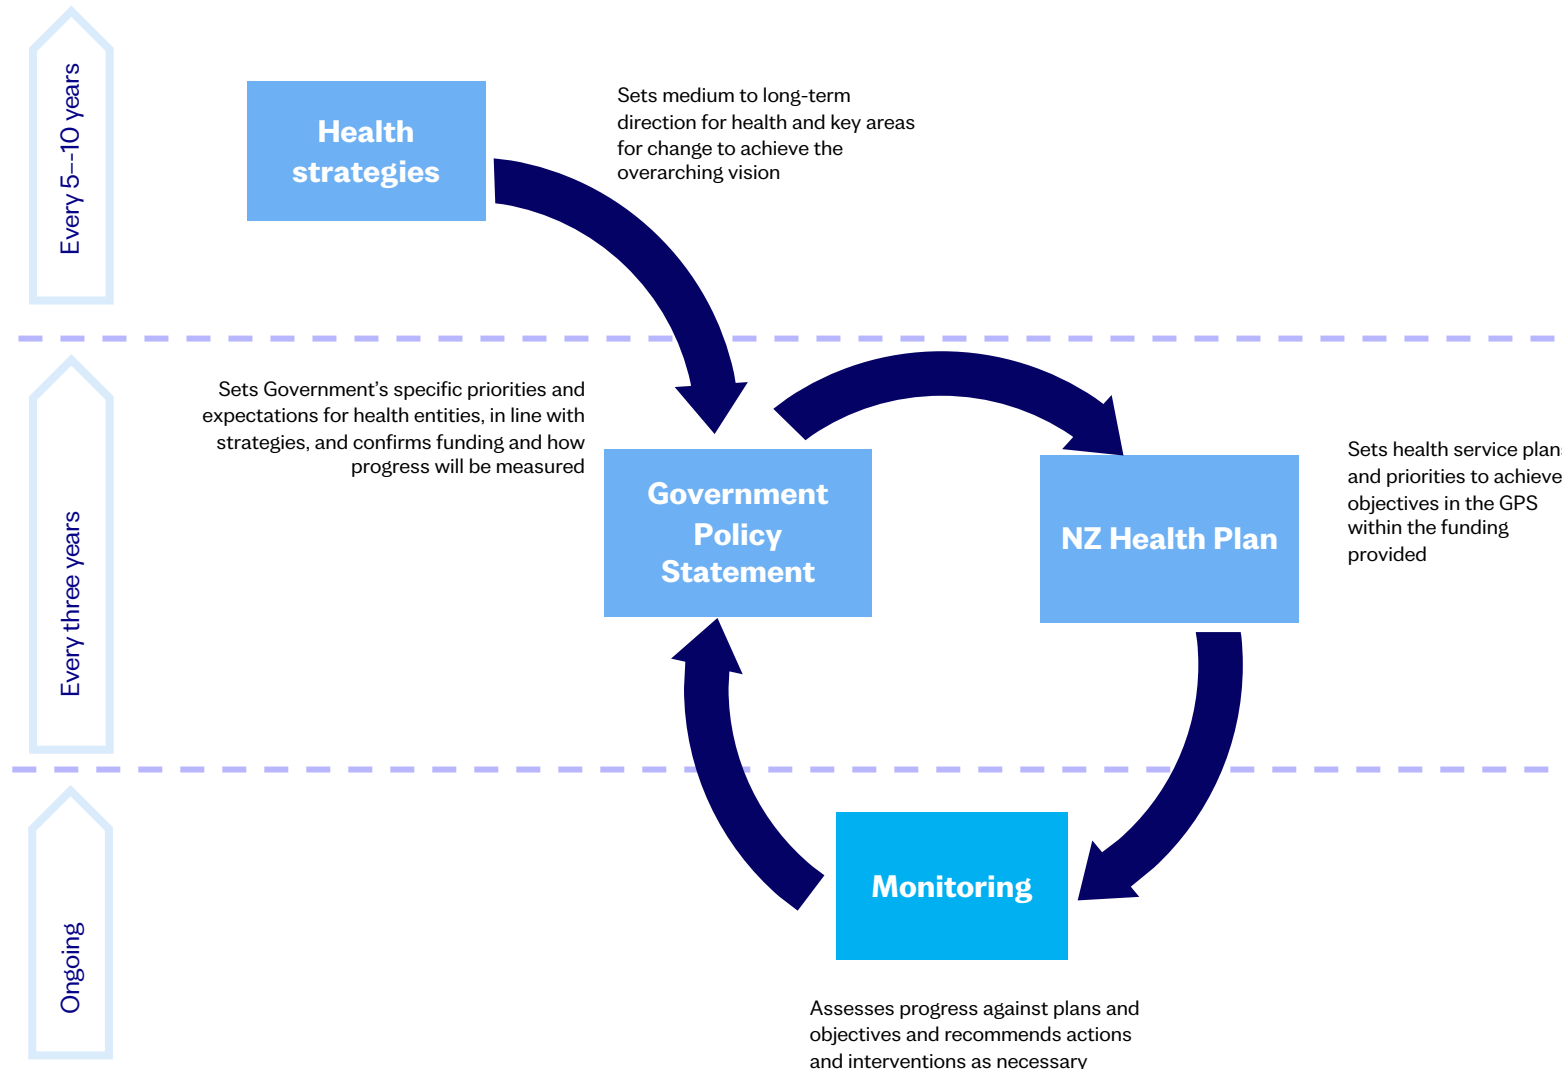 Every 5–-10 years
Health
strategies
Sets medium to long-term
direction for health and key areas
for change to achieve the
overarching vision
Every three years
Sets Government’s specific priorities and
expectations for health entities, in line with
strategies, and confirms funding and how
progress will be measured
Government
Policy
Statement
NZ Health Plan
Sets health service plans
and priorities to achieve
objectives in the GPS
within the funding
provided
Ongoing
Monitoring
Assesses progress against plans and
objectives and recommends actions
and interventions as necessary